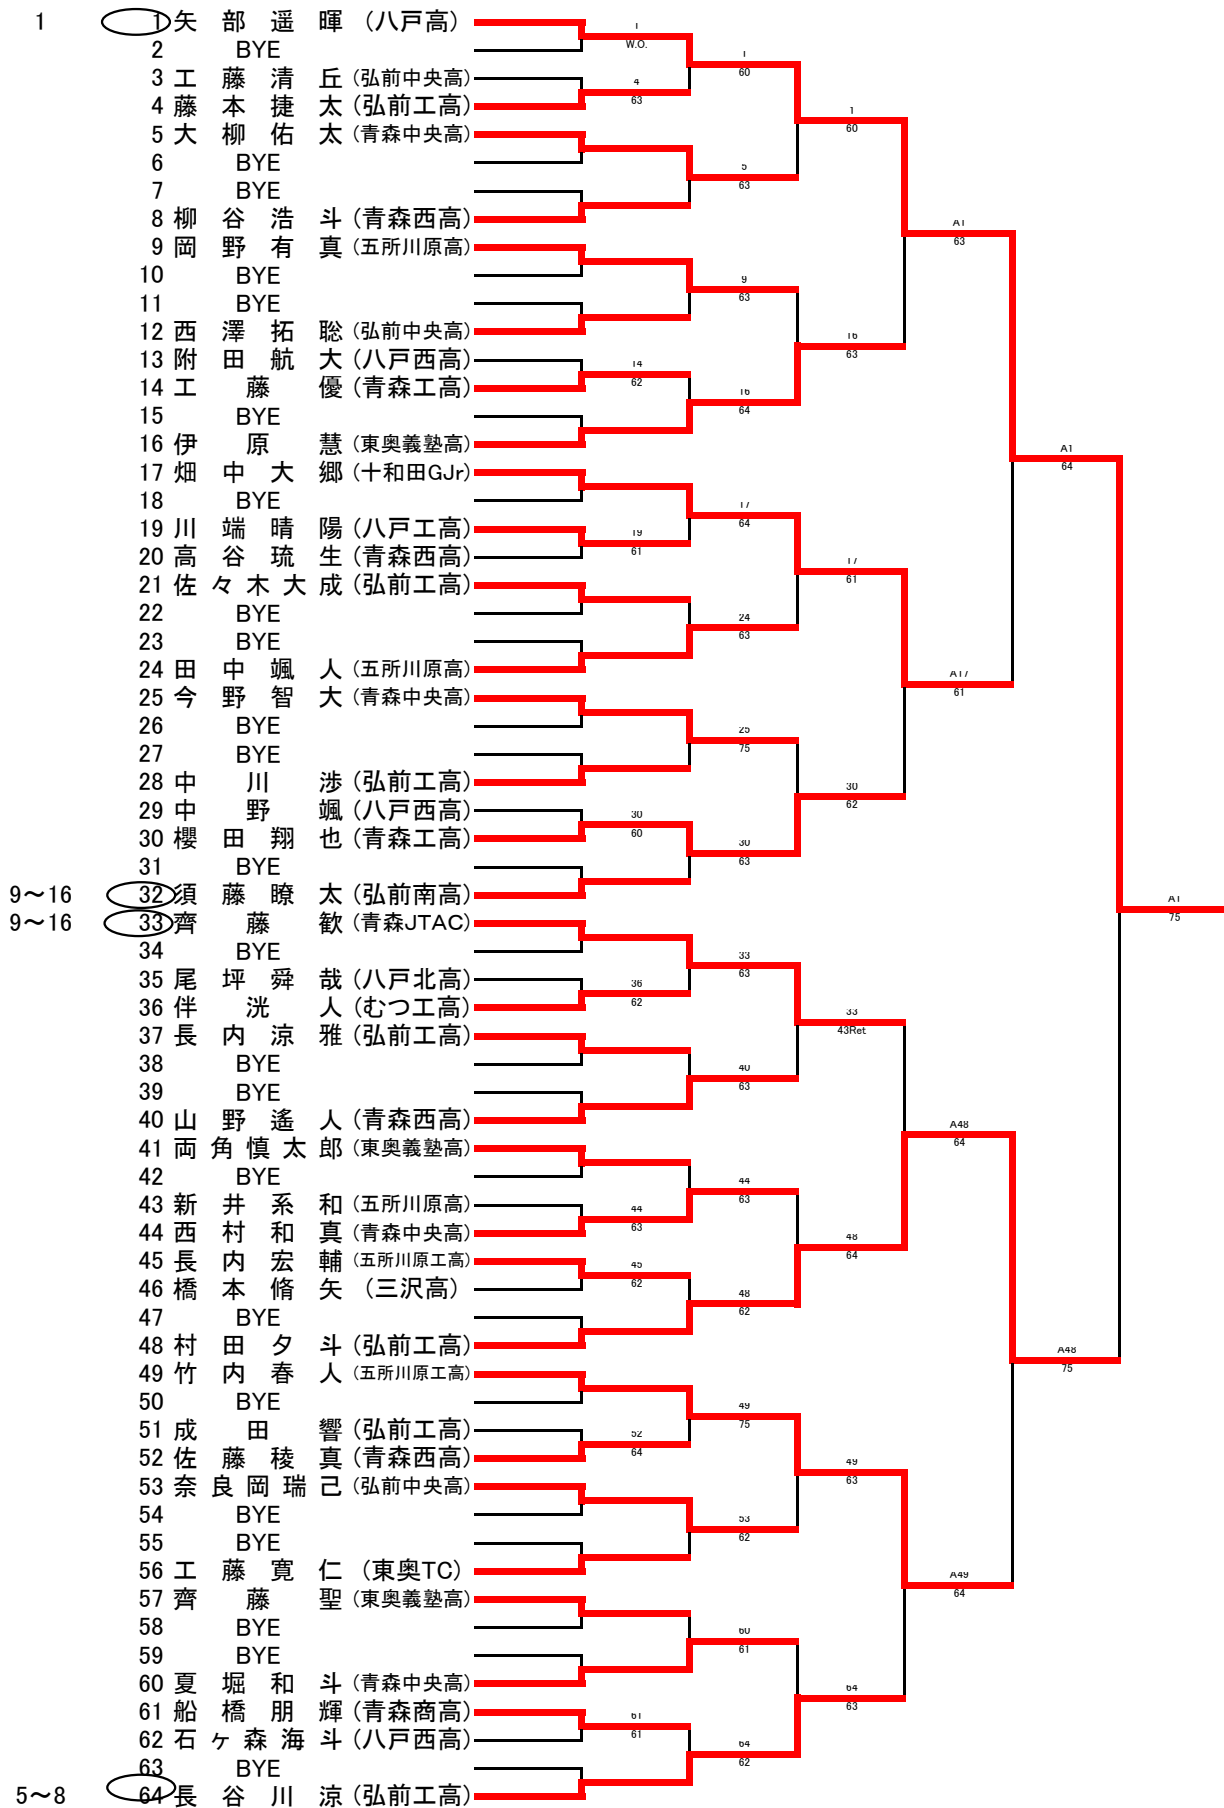 1 1 矢部遥暉 (八戸高)
2 BYE
3 工藤清丘 (弘前中央高)
4 藤本捷太 (弘前工高)
5 大柳佑太 (青森中央高)
6 BYE
7 BYE
8 柳谷浩斗 (青森西高)
9 岡野有真 (五所川原高)
10 BYE
11 BYE
12 西澤拓聡 (弘前中央高)
13 附田航大 (八戸西高)
14 工藤優 (青森工高)
15 BYE
16 伊原慧 (東奥義塾高)
17 畑中大郷 (十和田GJr)
18 BYE
19 川端晴陽 (八戸工高)
20 高谷琉生 (青森西高)
21 佐々木大成 (弘前工高)
22 BYE
23 BYE
24 田中颯人 (五所川原高)
25 今野智大 (青森中央高)
26 BYE
27 BYE
28 中川渉 (弘前工高)
29 中野颯 (八戸西高)
30 櫻田翔也 (青森工高)
31 BYE
9～16 32 須藤瞭太 (弘前南高)
9～16 33 齊藤歓 (青森JTAC)
34 BYE
35 尾坪舜哉 (八戸北高)
36 伴洸人 (むつ工高)
37 長内涼雅 (弘前工高)
38 BYE
39 BYE
40 山野遙人 (青森西高)
41 両角慎太郎 (東奥義塾高)
42 BYE
43 新井系和 (五所川原高)
44 西村和真 (青森中央高)
45 長内宏輔 (五所川原工高)
46 橋本脩矢 (三沢高)
47 BYE
48 村田夕斗 (弘前工高)
49 竹内春人 (五所川原工高)
50 BYE
51 成田響 (弘前工高)
52 佐藤稜真 (青森西高)
53 奈良岡瑞己 (弘前中央高)
54 BYE
55 BYE
56 工藤寛仁 (東奥TC)
57 齊藤聖 (東奥義塾高)
58 BYE
59 BYE
60 夏堀和斗 (青森中央高)
61 船橋朋輝 (青森商高)
62 石ヶ森海斗 (八戸西高)
63 BYE
5～8 64 長谷川涼 (弘前工高)
1
W.O.
4
63
14
62
19
61
30
60
36
62
44
63
45
62
52
64
61
61
1
60
5
63
9
63
16
64
17
64
24
63
25
75
30
63
33
63
40
63
44
63
48
62
49
75
53
62
60
61
64
62
1
60
16
63
17
61
30
62
33
43Ret
48
64
49
63
64
63
A1
63
A17
61
A48
64
A49
64
A1
64
A48
75
A1
75